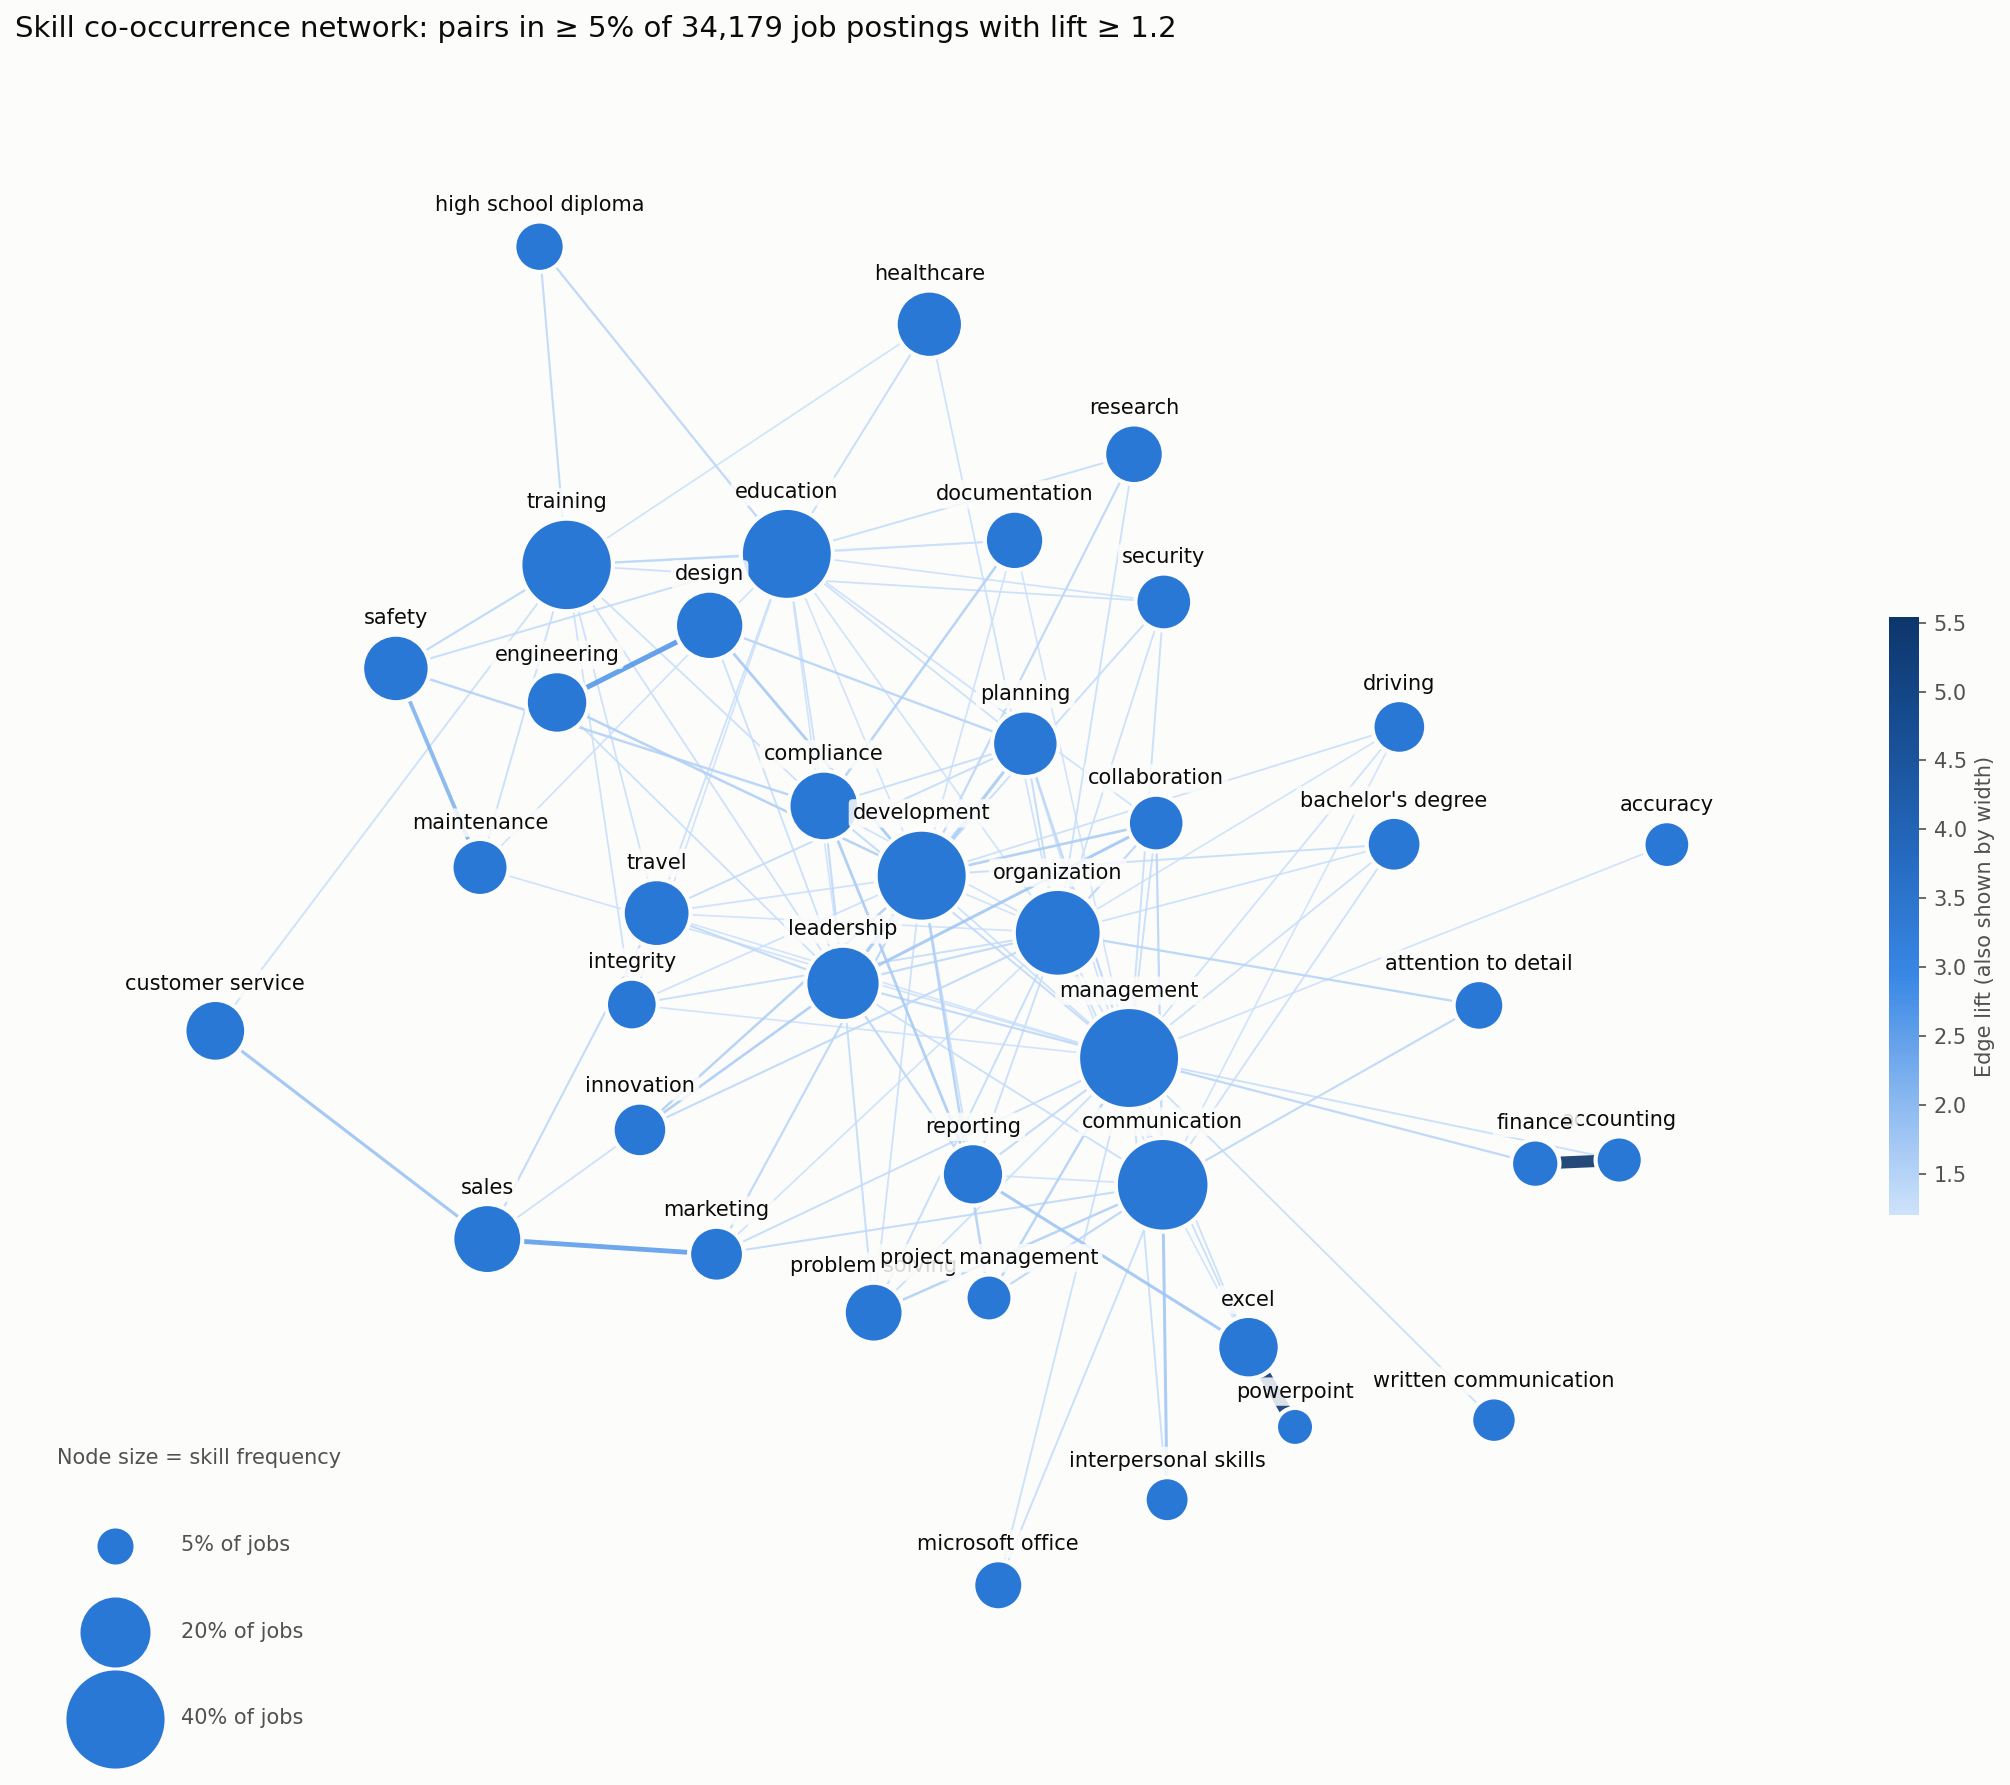 Skill co-occurrence network: pairs in ≥ 5% of 34,179 job postings with lift ≥ 1.2
high school diploma
healthcare
research
training
education
documentation
security
design
safety
engineering
planning
driving
compliance
collaboration
bachelor's degree
accuracy
development
maintenance
travel
organization
leadership
integrity
attention to detail
customer service
management
innovation
reporting
communication
finance
ccounting
sales
marketing
problem solving
project management
excel
powerpoint
written communication
interpersonal skills
microsoft office
Node size = skill frequency
5% of jobs
20% of jobs
40% of jobs
5.5
5.0
4.5
4.0
3.5
3.0
2.5
2.0
1.5
Edge lift (also shown by width)